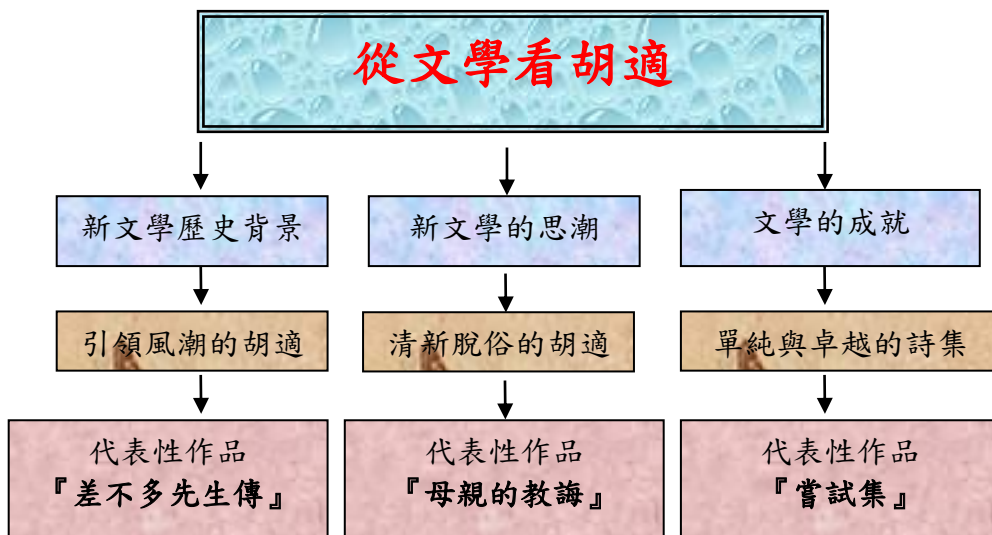 從文學看胡適
新文學歷史背景
新文學的思潮
文學的成就
引領風潮的胡適
清新脫俗的胡適
單純與卓越的詩集
代表性作品
『差不多先生傳』
代表性作品
『母親的教誨』
代表性作品
『嘗試集』